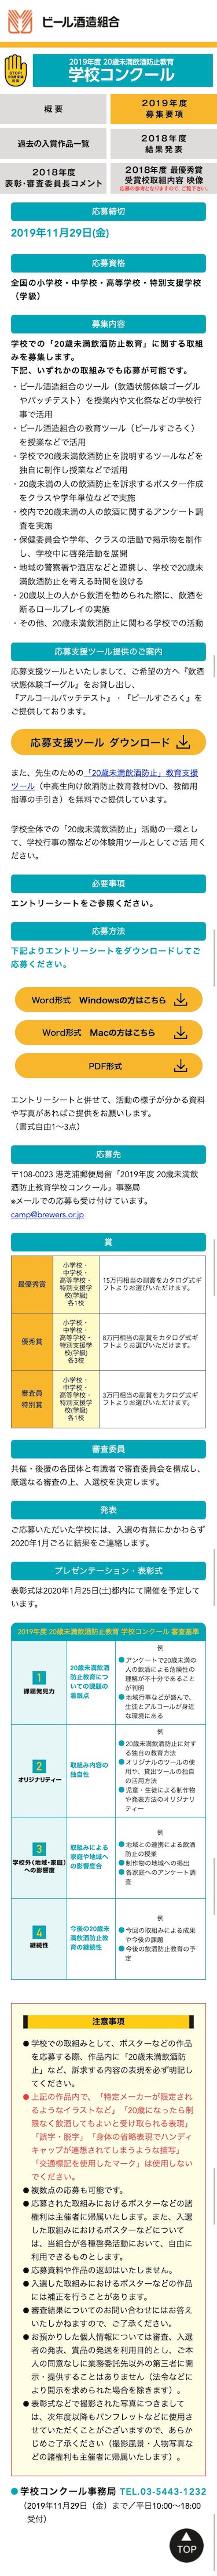 ビール酒造組合
STOP!
2019年度 20歳未満飲酒防止教育
学校コンクール
概 要
2019年度
募集要項
過去の入賞作品一覧
2018年度
結果発表
2018年度
表彰・審査委員長コメント
2018年度 最優秀賞
受賞校取組内容 映像
応募の参考となりますので、ご覧下さい。
応募締切
2019年11月29日(金)
応募資格
全国の小学校・中学校・高等学校・特別支援学校
（学級）
募集内容
学校での「20歳未満飲酒防止教育」に関する取組
みを募集します。
下記、いずれかの取組みでも応募が可能です。
・ビール酒造組合のツール（飲酒状態体験ゴーグル
やパッチテスト）を授業内や文化祭などの学校行
事で活用
・ビール酒造組合の教育ツール（ビールすごろく）
を授業などで活用
・学校で20歳未満飲酒防止を説明するツールなどを
独自に制作し授業などで活用
・20歳未満の人の飲酒防止を訴求するポスター作成
をクラスや学年単位などで実施
・校内で20歳未満の人の飲酒に関するアンケート調
査を実施
・保健委員会や学年、クラスの活動で掲示物を制作
し、学校中に啓発活動を展開
・地域の警察署や酒店などと連携し、学校で20歳未
満飲酒防止を考える時間を設ける
・20歳以上の人から飲酒を勧められた際に、飲酒を
断るロールプレイの実施
・その他、20歳未満飲酒防止に関わる学校での活動
応募支援ツール提供のご案内
応募支援ツールといたしまして、ご希望の方へ『飲酒
状態体験ゴーグル』をお貸しし、
『アルコールパッチテスト』・『ビールすごろく』をご
提供しております。
応募支援ツール ダウンロード
また、先生のための「20歳未満飲酒防止」教育支援
ツール（中高生向け飲酒防止教育教材DVD、教師用
指導の手引き）を無料でご提供しています。
学校全体での「20歳未満飲酒防止」活動の一環とし
て、学校行事の際などの体験用ツールとしてご活 用く
ださい。
必要事項
エントリーシートをご参照ください。
応募方法
下記よりエントリーシートをダウンロードしてご
応募ください。
Word形式 Windowsの方はこちら
Word形式 Macの方はこちら
PDF形式
エントリーシートと併せて、活動の様子が分かる資料
や写真があればご提供をお願いします。
（書式自由1～3点）
応募先
〒108-0023 港芝浦郵便局留「2019年度 20歳未満飲
酒防止教育学校コンクール」事務局
※メールでの応募も受け付けています。
camp@brewers.or.jp
賞
最優秀賞
小学校・
中学校・
高等学校・
特別支援学
校(学級)
各1校
15万円相当の副賞をカタログ式ギ
フトよりお選びいただけます。
優秀賞
小学校・
中学校・
高等学校・
特別支援学
校(学級)
各3校
8万円相当の副賞をカタログ式ギ
フトよりお選びいただけます。
審査員
特別賞
小学校・
中学校・
高等学校・
特別支援学
校(学級)
各1校
3万円相当の副賞をカタログ式ギ
フトよりお選びいただけます。
審査委員
共催・後援の各団体と有識者で審査委員会を構成し、
厳選なる審査の上、入選校を決定します。
発表
ご応募いただいた学校には、入選の有無にかかわらず
2020年1月ごろに結果をご連絡します。
プレゼンテーション・表彰式
表彰式は2020年1月25日(土)都内にて開催を予定して
います。
2019年度 20歳未満飲酒防止教育 学校コンクール 審査基準
1
課題発見力
20歳未満飲酒
防止教育につ
いての課題の
着眼点
例
●アンケートで20歳未満の
人の飲酒による危険性の
理解が不十分であること
が判明
●地域行事などが盛んで、
生徒とアルコールが身近
な環境にある
2
オリジナリティー
取組み内容の
独自性
例
●20歳未満飲酒防止に対す
る独自の教育方法
●オリジナルのツールの使
用や、貸出ツールの独自
の活用方法
●児童・生徒による制作物
や発表方法のオリジナリ
ティー
3
学校外（地域・家庭）
への影響度
取組みによる
家庭や地域へ
の影響度合
例
●地域との連携による飲酒
防止の授業
●制作物の地域への掲出
●各家庭へのアンケート調
査
4
継続性
今後の20歳未
満飲酒防止教
育の継続性
例
●今回の取組みによる成果
や今後の課題
●今後の飲酒防止教育の予
定
注意事項
●学校での取組みとして、ポスターなどの作品
を応募する際、作品内に「20歳未満飲酒防
止」など、訴求する内容の表現を必ず明記し
てください。
●上記の作品内で、「特定メーカーが限定され
るようなイラストなど」「20歳になったら制
限なく飲酒してもよいと受け取られる表現」
「誤字・脱字」「身体の省略表現でハンディ
キャップが連想されてしまうような描写」
「交通標記を使用したマーク」は使用しない
でください。
●複数点の応募も可能です。
●応募された取組みにおけるポスターなどの諸
権利は主催者に帰属いたします。また、入選
した取組みにおけるポスターなどについて
は、当組合が各種啓発活動において、自由に
利用できるものとします。
●応募資料や作品の返却はいたしません。
●入選した取組みにおけるポスターなどの作品
には補正を行うことがあります。
●審査結果についてのお問い合わせにはお答え
いたしかねますので、ご了承ください。
●お預かりした個人情報については審査、入選
者の発表、賞品の発送を利用目的とし、ご本
人の同意なしに業務委託先以外の第三者に開
示・提供することはありません（法令などに
より開示を求められた場合を除きます）。
●表彰式などで撮影された写真につきまして
は、次年度以降もパンフレットなどに使用さ
せていただくことがございますので、あらか
じめご了承ください（撮影風景・人物写真な
どの諸権利も主催者に帰属いたします）。
●学校コンクール事務局 TEL.03-5443-1232
（2019年11月29日（金）まで／平日10:00～18:00
受付）
TOP